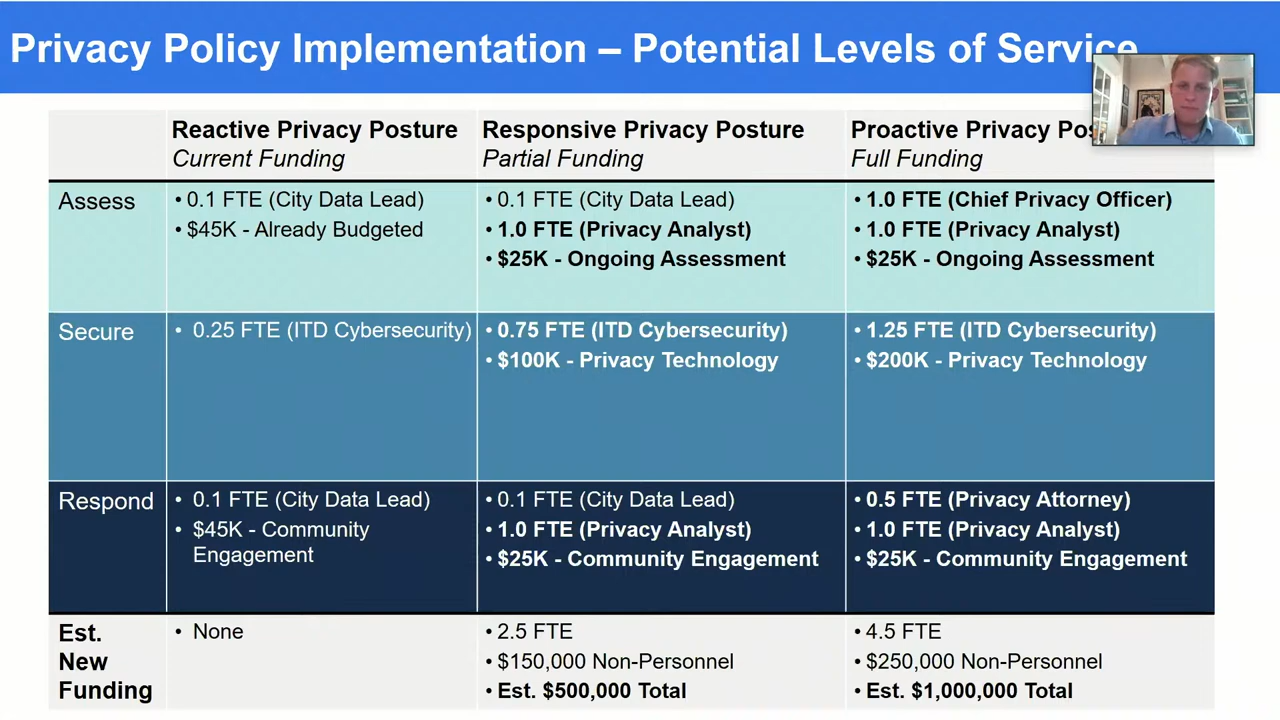 Privacy Policy Implementation – Potential Levels of Service
Reactive Privacy Posture
Current Funding
Responsive Privacy Posture
Partial Funding
Proactive Privacy
Full Funding
Assess
• 0.1 FTE (City Data Lead)
• $45K - Already Budgeted
• 0.1 FTE (City Data Lead)
• 1.0 FTE (Privacy Analyst)
• $25K - Ongoing Assessment
• 1.0 FTE (Chief Privacy Officer)
• 1.0 FTE (Privacy Analyst)
• $25K - Ongoing Assessment
Secure
• 0.25 FTE (ITD Cybersecurity)
• 0.75 FTE (ITD Cybersecurity)
• $100K - Privacy Technology
• 1.25 FTE (ITD Cybersecurity)
• $200K - Privacy Technology
Respond
• 0.1 FTE (City Data Lead)
• $45K - Community
Engagement
• 0.1 FTE (City Data Lead)
• 1.0 FTE (Privacy Analyst)
• $25K - Community Engagement
• 0.5 FTE (Privacy Attorney)
• 1.0 FTE (Privacy Analyst)
• $25K - Community Engagement
Est.
New
Funding
• None
• 2.5 FTE
• $150,000 Non-Personnel
• Est. $500,000 Total
• 4.5 FTE
• $250,000 Non-Personnel
• Est. $1,000,000 Total